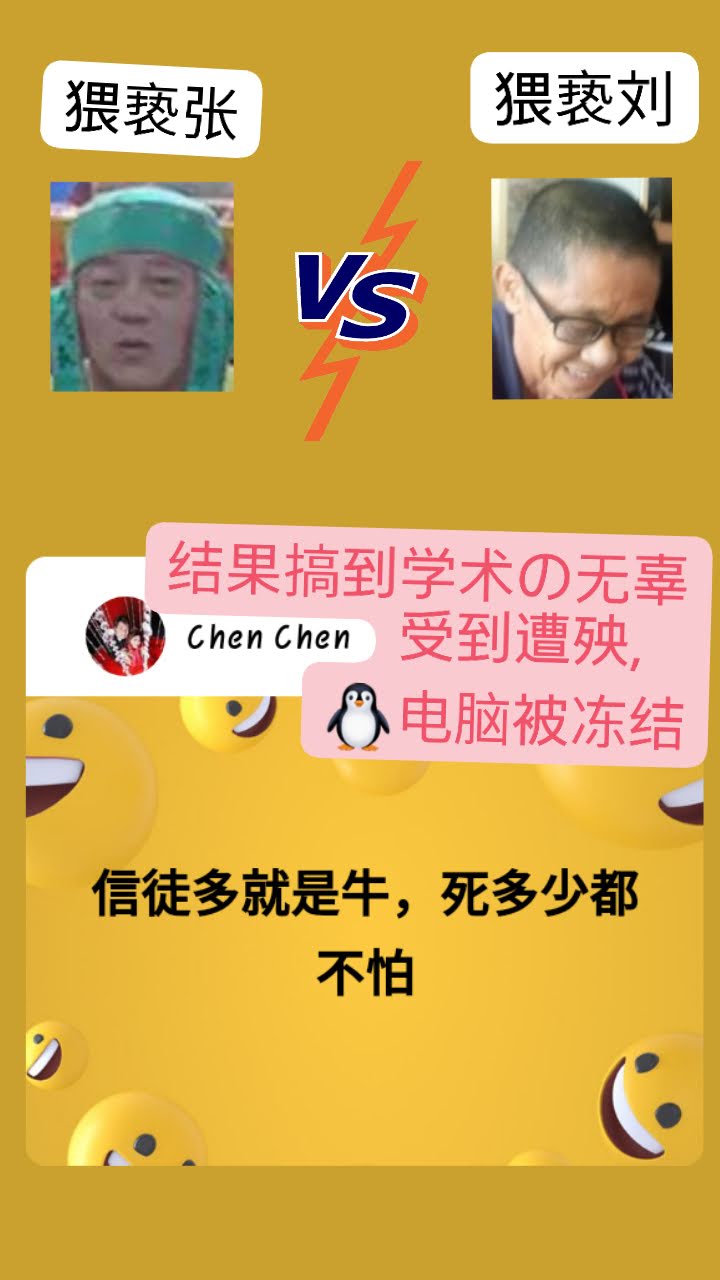 猥亵张
猥亵刘
VS
结果搞到学术の无辜
受到遭殃,
Chen Chen
🐧电脑被冻结
信徒多就是牛，死多少都
不怕